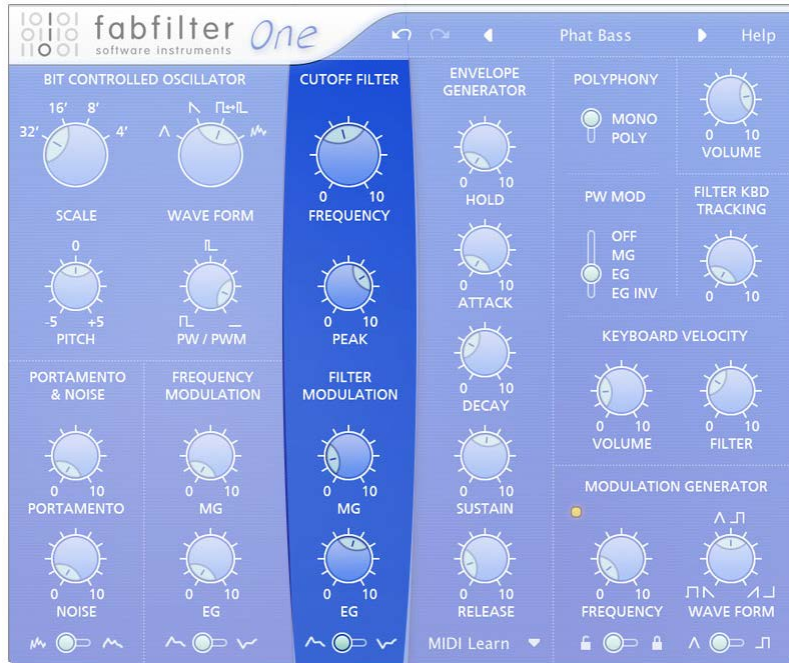 fabfilter One
software instruments
Phat Bass
Help
BIT CONTROLLED OSCILLATOR
32' 16' 8' 4'
SCALE
WAVE FORM
0
-5 +5
PITCH
PW / PWM
PORTAMENTO
& NOISE
0 10
PORTAMENTO
0 10
NOISE
FREQUENCY
MODULATION
0 10
MG
0 10
EG
CUTOFF FILTER
0 10
FREQUENCY
0 10
PEAK
FILTER
MODULATION
0 10
MG
0 10
EG
ENVELOPE
GENERATOR
0 10
HOLD
0 10
ATTACK
0 10
DECAY
0 10
SUSTAIN
0 10
RELEASE
MIDI Learn
POLYPHONY
MONO
POLY
0 10
VOLUME
PW MOD
OFF
MG
EG
EG INV
FILTER KBD
TRACKING
0 10
KEYBOARD VELOCITY
0 10
VOLUME
0 10
FILTER
MODULATION GENERATOR
0 10
FREQUENCY
WAVE FORM